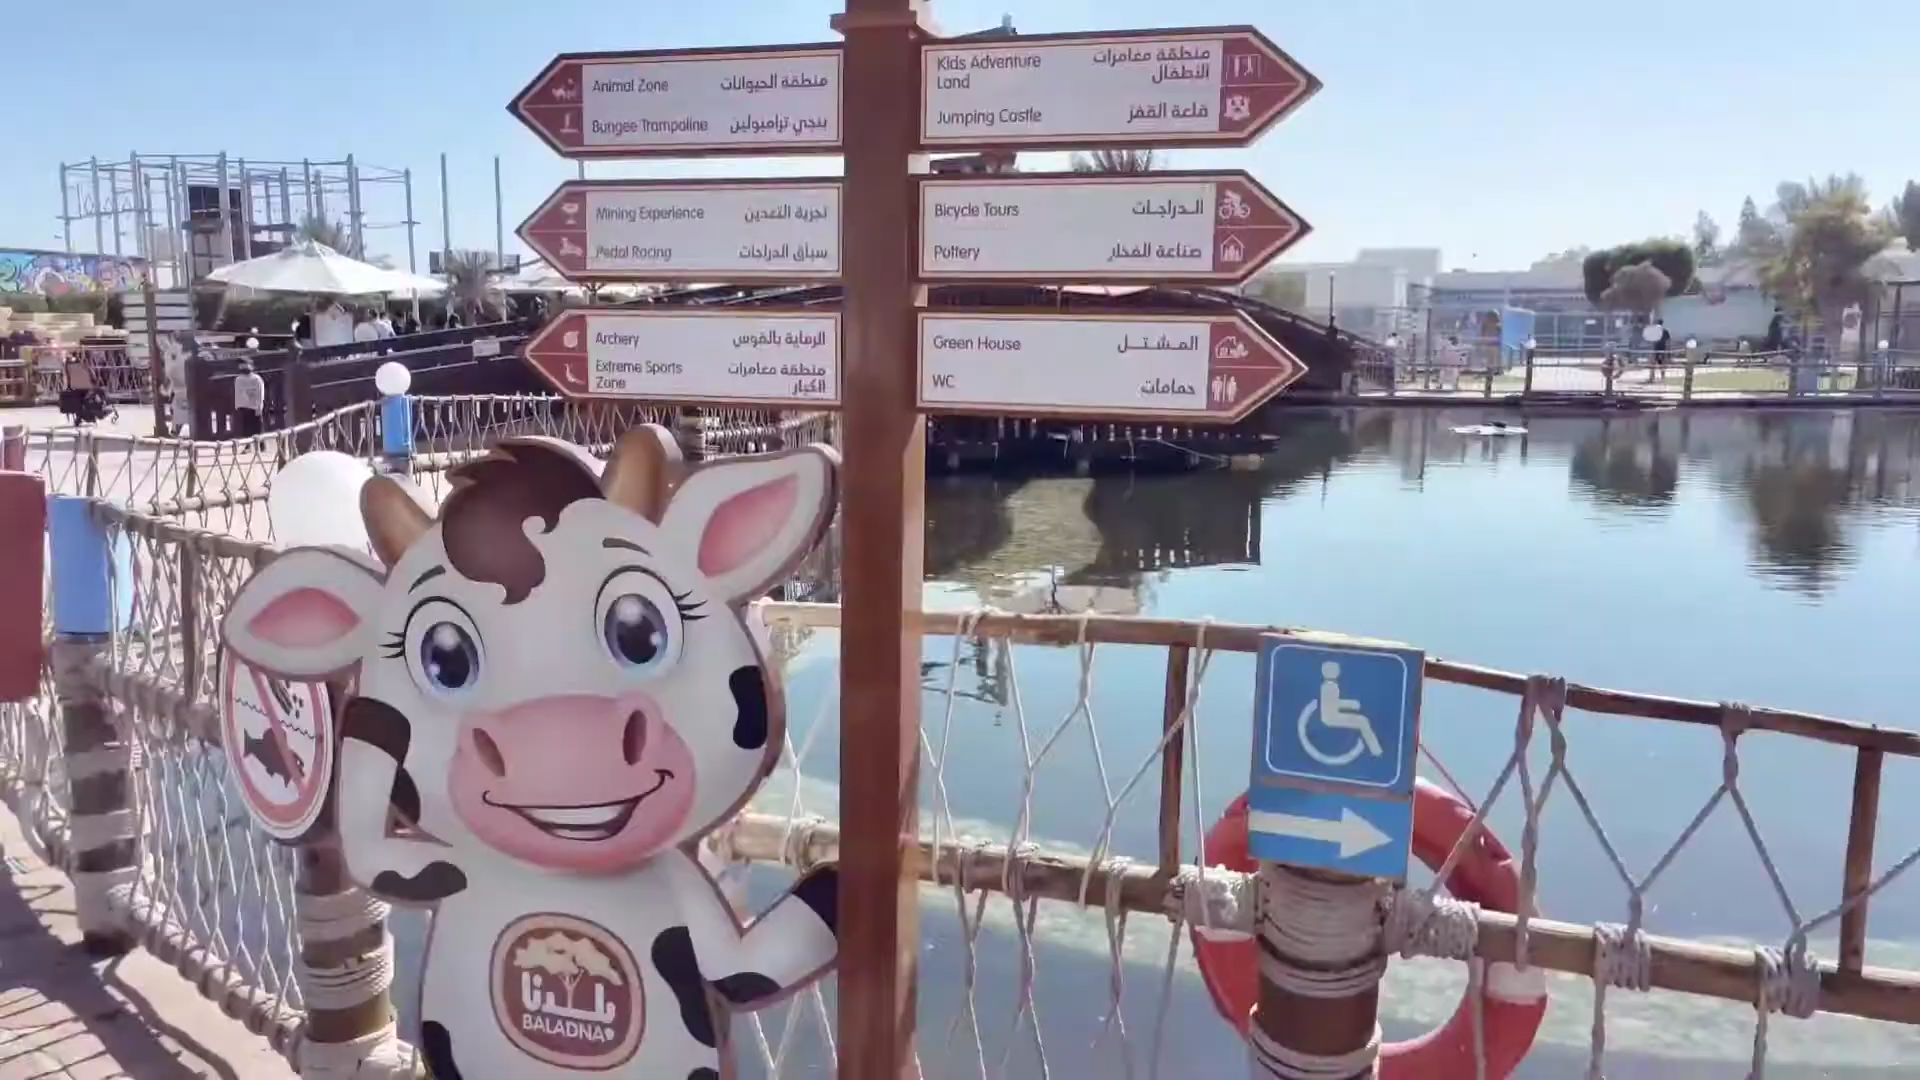 Animal Zone منطقة الحيوانات
Bungee Trampoline بنجي ترامبولين
Mining Experience تجربة التعدين
Pedal Racing سباق الدراجات
Archery الرماية بالقوس
Extreme Sports منطقة مغامرات
Zone الكبار
Kids Adventure منطقة مغامرات
Land الأطفال
Jumping Castle قلعة القفز
Bicycle Tours الـدراجـات
Pottery صناعة الفخار
Green House المـشـتــل
WC حمامات
بلدنا
BALADNA